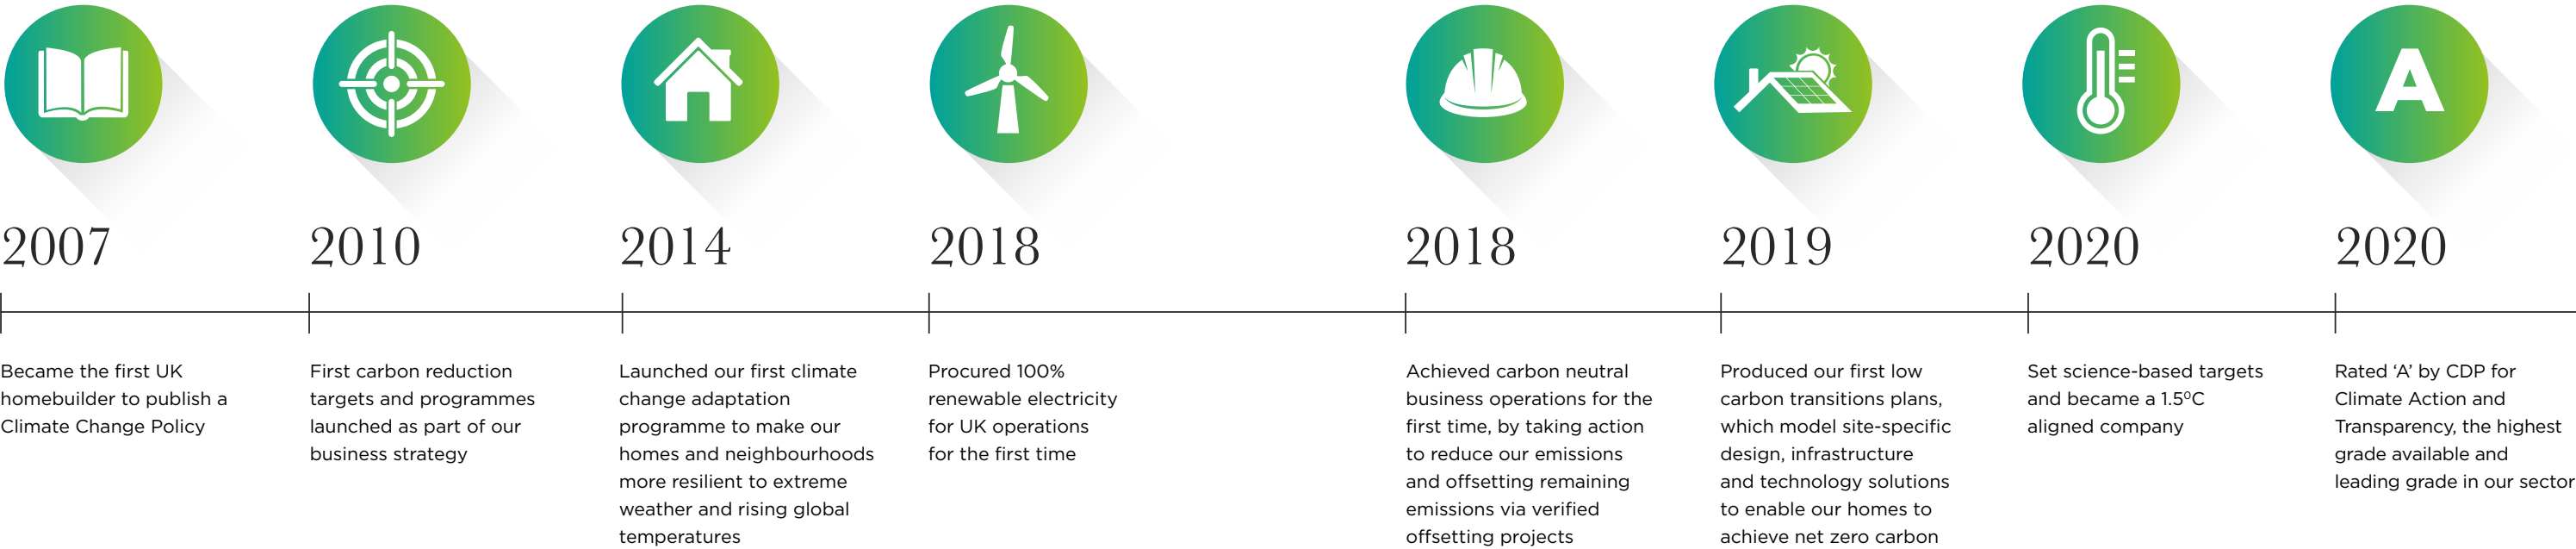 A
2007
2010
2014
2018
2018
2019
2020
2020
Became the first UK
homebuilder to publish a
Climate Change Policy
First carbon reduction
targets and programmes
launched as part of our
business strategy
Launched our first climate
change adaptation
programme to make our
homes and neighbourhoods
more resilient to extreme
weather and rising global
temperatures
Procured 100%
renewable electricity
for UK operations
for the first time
Achieved carbon neutral
business operations for the
first time, by taking action
to reduce our emissions
and offsetting remaining
emissions via verified
offsetting projects
Produced our first low
carbon transitions plans,
which model site-specific
design, infrastructure
and technology solutions
to enable our homes to
achieve net zero carbon
Set science-based targets
and became a 1.5⁰C
aligned company
Rated ‘A’ by CDP for
Climate Action and
Transparency, the highest
grade available and
leading grade in our sector